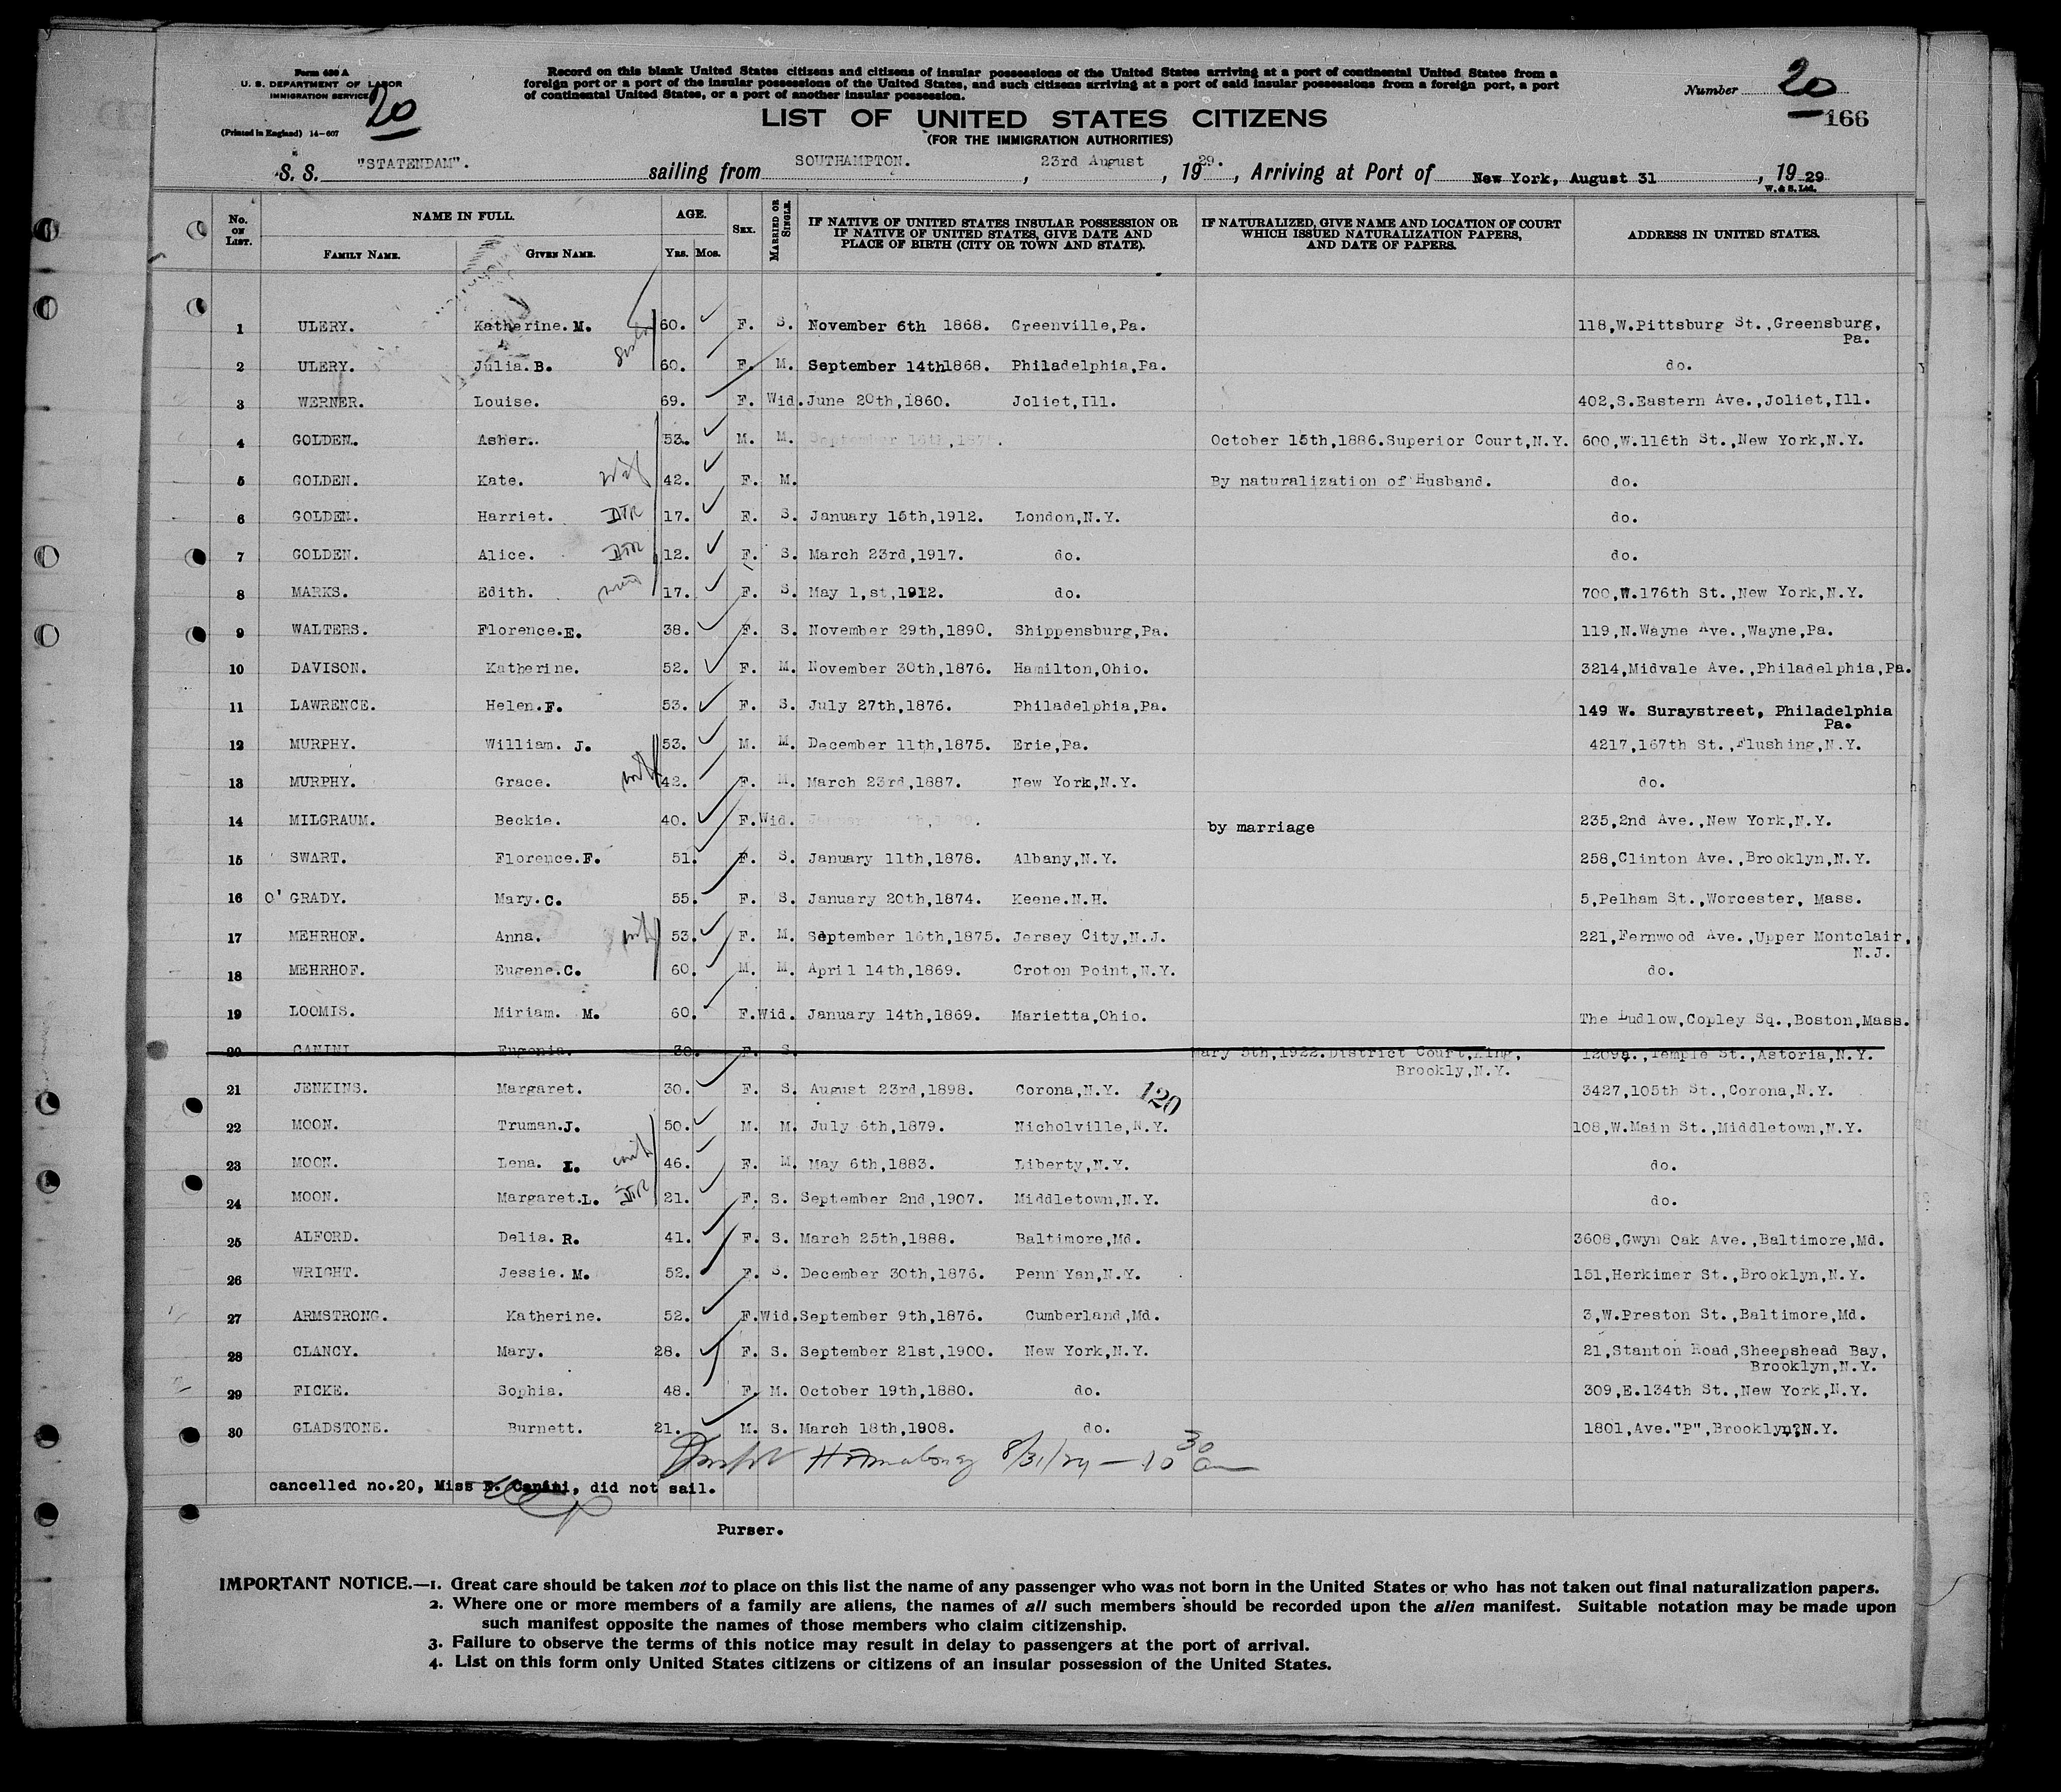 Form 630 A
U. S. DEPARTMENT OF LABOR
IMMIGRATION SERVICE
20
(Printed in England) 14-607
Record on this blank United States citizens and citizens of insular possessions of the United States arriving at a port of continental United States from a
foreign port or a port of the insular possessions of the United States, and such citizens arriving at a port of said insular possessions from a foreign port, a port
of continental United States, or a port of another insular possession.
Number 20
166
LIST OF UNITED STATES CITIZENS
(FOR THE IMMIGRATION AUTHORITIES)
S. S. "STATENDAM". sailing from SOUTHAMPTON. , 23rd August , 19 29. , Arriving at Port of New York, August 31 , 19 29
W. & S. Ltd.
No. ON LIST. NAME IN FULL. FAMILY NAME. GIVEN NAME. AGE. YRS. MOS. SEX. MARRIED OR SINGLE. IF NATIVE OF UNITED STATES INSULAR POSSESSION OR IF NATIVE OF UNITED STATES, GIVE DATE AND PLACE OF BIRTH (CITY OR TOWN AND STATE). IF NATURALIZED, GIVE NAME AND LOCATION OF COURT WHICH ISSUED NATURALIZATION PAPERS, AND DATE OF PAPERS. ADDRESS IN UNITED STATES.
1 ULERY. Katherine. M. 60. F. S. November 6th 1868. Greenville,Pa. 118,W.Pittsburg St.,Greensburg,
Pa.
2 ULERY. Julia.B. 60. F. M. September 14th1868. Philadelphia,Pa. do.
3 WERNER. Louise. 69. F. Wid. June 20th,1860. Joliet,Ill. 402,S.Eastern Ave.,Joliet,Ill.
4 GOLDEN. Asher. 53. M. M. October 15th,1886.Superior Court,N.Y. 600,W.116th St.,New York,N.Y.
5 GOLDEN. Kate. wif 42. F. M. By naturalization of Husband. do.
6 GOLDEN. Harriet. DTR 17. F. S. January 15th,1912. London,N.Y. do.
7 GOLDEN. Alice. DTR 12. F. S. March 23rd,1917. do. do.
8 MARKS. Edith. 17. F. S. May 1,st,1912. do. 700,W.176th St.,New York,N.Y.
9 WALTERS. Florence.E. 38. F. S. November 29th,1890. Shippensburg,Pa. 119,N.Wayne Ave.,Wayne,Pa.
10 DAVISON. Katherine. 52. F. M. November 30th,1876. Hamilton,Ohio. 3214,Midvale Ave.,Philadelphia,Pa.
11 LAWRENCE. Helen.F. 53. F. S. July 27th,1876. Philadelphia,Pa. 149 W. Suraystreet, Philadelphia
Pa.
12 MURPHY. William. J. 53. M. M. December 11th,1875. Erie,Pa. 4217,167th St.,Flushing,N.Y.
13 MURPHY. Grace. 42. F. M. March 23rd,1887. New York,N.Y. do.
14 MILGRAUM. Beckie. 40. F. Wid. by marriage 235,2nd Ave.,New York,N.Y.
15 SWART. Florence.F. 51. F. S. January 11th,1878. Albany,N.Y. 258,Clinton Ave.,Brooklyn,N.Y.
16 O' GRADY. Mary.C. 55. F. S. January 20th,1874. Keene.N.H. 5,Pelham St.,Worcester, Mass.
17 MEHRHOF. Anna. 53. F. M. September 16th,1875. Jersey City,N.J. 221,Fernwood Ave.,Upper Montclair,
N.J.
18 MEHRHOF. Eugene.C. 60. M. M. April 14th,1869. Croton Point,N.Y. do.
19 LOOMIS. Miriam. M. 60. F. Wid. January 14th,1869. Marietta,Ohio. The Ludlow,Copley Sq.,Boston,Mass.
20 CANINI Eugenia. 30. F. S. Mary 5th,1922.District Court,King, 1209a.,Temple St.,Astoria,N.Y.
Brookly,N.Y.
21 JENKINS. Margaret. 30. F. S. August 23rd,1898. Corona,N.Y. 120 3427,105th St.,Corona,N.Y.
22 MOON. Truman.J. 50. M. M. July 6th,1879. Nicholville,N.Y. 108,W.Main St.,Middletown,N.Y.
23 MOON. Lena. L. 46. F. M. May 6th,1883. Liberty,N.Y. do.
24 MOON. Margaret.L. DTR 21. F. S. September 2nd,1907. Middletown,N.Y. do.
25 ALFORD. Delia. R. 41. F. S. March 25th,1888. Baltimore,Md. 3608,Gwyn Oak Ave.,Baltimore,Md.
26 WRIGHT. Jessie. M. 52. F. S. December 30th,1876. Penn Yan,N.Y. 151,Herkimer St.,Brooklyn,N.Y.
27 ARMSTRONG. Katherine. 52. F. Wid. September 9th,1876. Cumberland,Md. 3,W.Preston St.,Baltimore,Md.
28 CLANCY. Mary. 28. F. S. September 21st,1900. New York,N.Y. 21,Stanton Road,Sheepshead Bay,
Brooklyn,N.Y.
29 FICKE. Sophia. 48. F. M. October 19th,1880. do. 309,E.134th St.,New York,N.Y.
30 GLADSTONE. Burnett. 21. M. S. March 18th,1908. do. 1801,Ave."P",Brooklyn,N.Y.
8/31/29 — 10 30 am
cancelled no.20, Miss E. Canini, did not sail.
Purser.
IMPORTANT NOTICE.—1. Great care should be taken not to place on this list the name of any passenger who was not born in the United States or who has not taken out final naturalization papers.
2. Where one or more members of a family are aliens, the names of all such members should be recorded upon the alien manifest. Suitable notation may be made upon
such manifest opposite the names of those members who claim citizenship.
3. Failure to observe the terms of this notice may result in delay to passengers at the port of arrival.
4. List on this form only United States citizens or citizens of an insular possession of the United States.